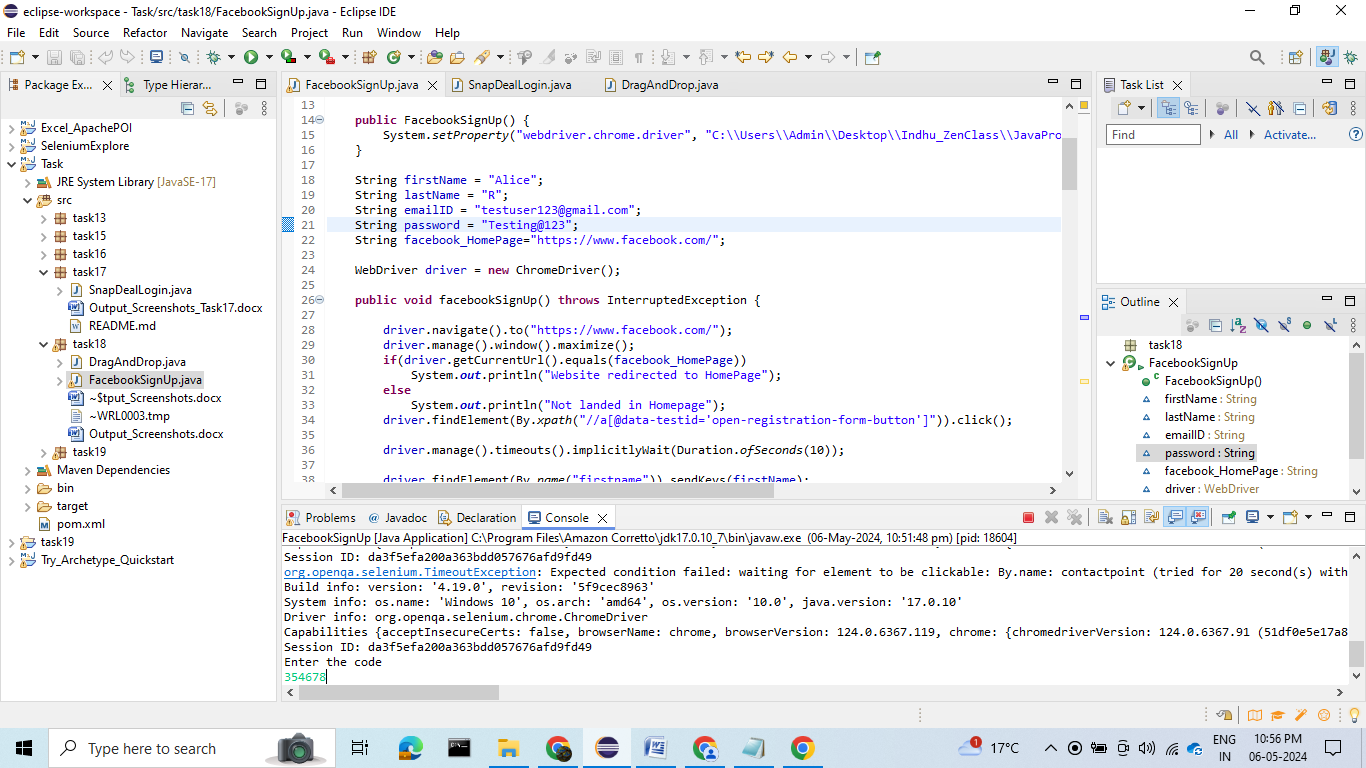 eclipse-workspace - Task/src/task18/FacebookSignUp.java - Eclipse IDE
File Edit Source Refactor Navigate Search Project Run Window Help
Package Ex...
Type Hierar...
Excel_ApachePOI
SeleniumExplore
Task
JRE System Library [JavaSE-17]
src
task13
task15
task16
task17
SnapDealLogin.java
Output_Screenshots_Task17.docx
README.md
task18
DragAndDrop.java
FacebookSignUp.java
~$tput_Screenshots.docx
~WRL0003.tmp
Output_Screenshots.docx
task19
Maven Dependencies
bin
target
pom.xml
task19
Try_Archetype_Quickstart
FacebookSignUp.java
SnapDealLogin.java
DragAndDrop.java
13
14 public FacebookSignUp() {
15 System.setProperty("webdriver.chrome.driver", "C:\\Users\\Admin\\Desktop\\Indhu_ZenClass\\JavaPro
16 }
17
18 String firstName = "Alice";
19 String lastName = "R";
20 String emailID = "testuser123@gmail.com";
21 String password = "Testing@123";
22 String facebook_HomePage="https://www.facebook.com/";
23
24 WebDriver driver = new ChromeDriver();
25
26 public void facebookSignUp() throws InterruptedException {
27
28 driver.navigate().to("https://www.facebook.com/");
29 driver.manage().window().maximize();
30 if(driver.getCurrentUrl().equals(facebook_HomePage))
31 System.out.println("Website redirected to HomePage");
32 else
33 System.out.println("Not landed in Homepage");
34 driver.findElement(By.xpath("//a[@data-testid='open-registration-form-button']")).click();
35
36 driver.manage().timeouts().implicitlyWait(Duration.ofSeconds(10));
37
38 driver.findElement(By.name("firstname")).sendKeys(firstName);
Task List
Find All Activate...
Outline
task18
FacebookSignUp
FacebookSignUp()
firstName : String
lastName : String
emailID : String
password : String
facebook_HomePage : String
driver : WebDriver
Problems Javadoc Declaration Console
FacebookSignUp [Java Application] C:\Program Files\Amazon Corretto\jdk17.0.10_7\bin\javaw.exe (06-May-2024, 10:51:48 pm) [pid: 18604]
Session ID: da3f5efa200a363bdd057676afd9fd49
org.openqa.selenium.TimeoutException: Expected condition failed: waiting for element to be clickable: By.name: contactpoint (tried for 20 second(s) with
Build info: version: '4.19.0', revision: '5f9cec8963'
System info: os.name: 'Windows 10', os.arch: 'amd64', os.version: '10.0', java.version: '17.0.10'
Driver info: org.openqa.selenium.chrome.ChromeDriver
Capabilities {acceptInsecureCerts: false, browserName: chrome, browserVersion: 124.0.6367.119, chrome: {chromedriverVersion: 124.0.6367.91 (51df0e5e17a8
Session ID: da3f5efa200a363bdd057676afd9fd49
Enter the code
354678
Type here to search
1
17°C
ENG
IN
10:56 PM
06-05-2024